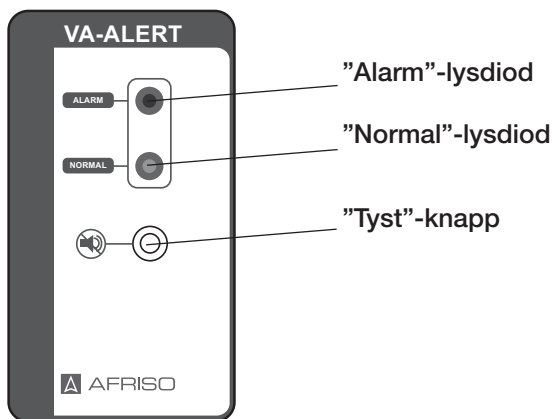 VA-ALERT
ALARM
”Alarm”-lysdiod
NORMAL
”Normal”-lysdiod
”Tyst”-knapp
AFRISO